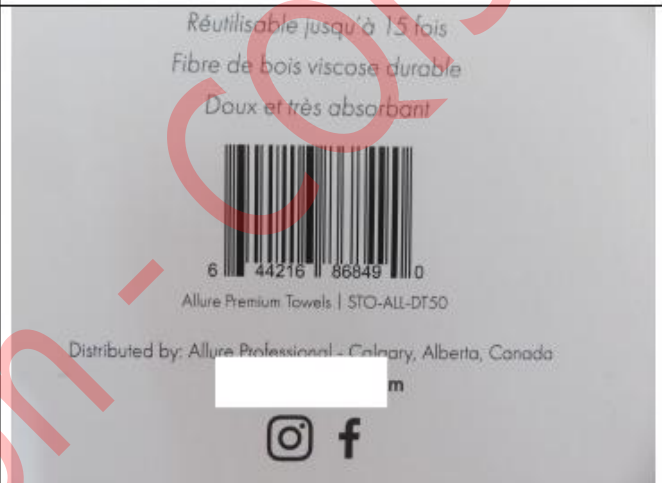 Réutilisable jusqu'à 15 fois
Fibre de bois viscose durable
Doux et très absorbant
6 44216 86849 0
Allure Premium Towels | STO-ALL-DT50
Distributed by: Allure Professional - Calgary, Alberta, Canada
m